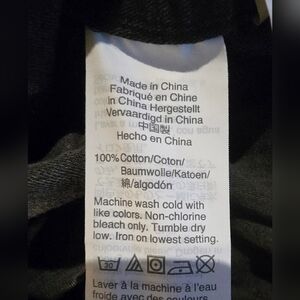 Made in China
Fabriqué en Chine
in China Hergestellt
Vervaardigd in China
中国製
Hecho en China
100% Cotton/Coton/
Baumwolle/Katoen/
綿/algodón
Machine wash cold with
like colors. Non-chlorine
bleach only. Tumble dry
low. Iron on lowest setting.
30
Laver à la machine à l'eau
froide avec des couleurs